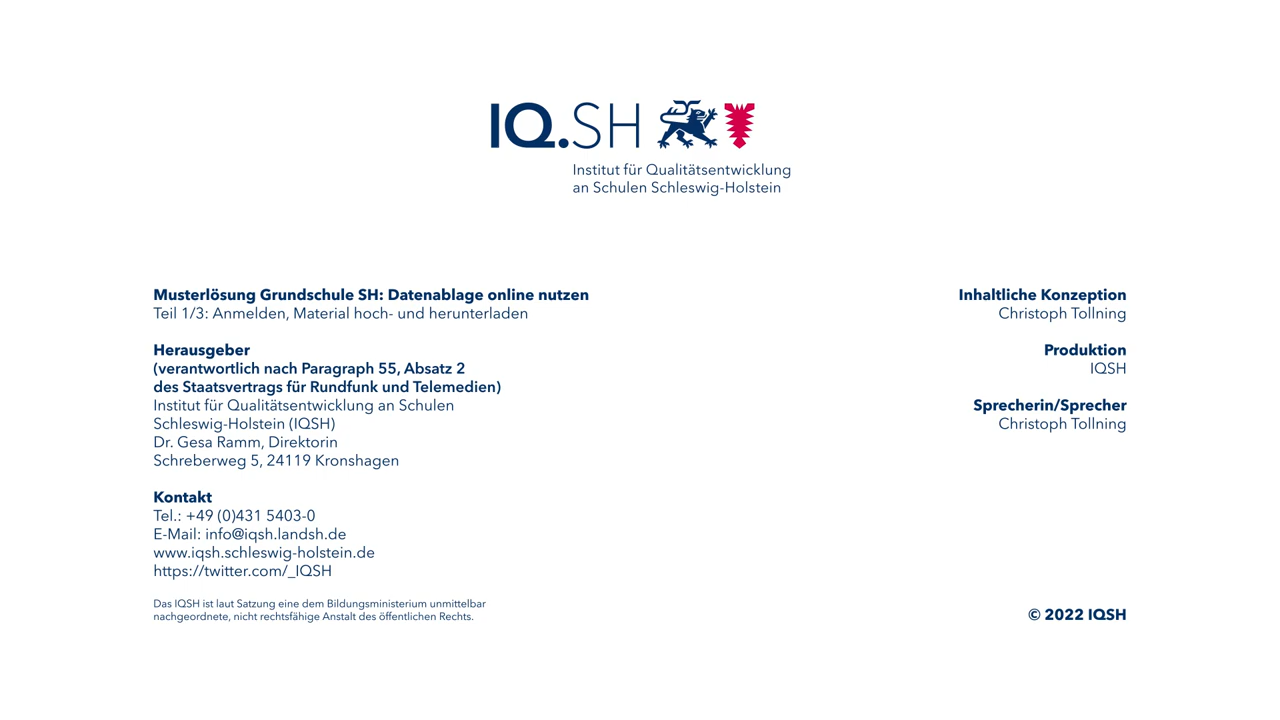 IQ.SH
Institut für Qualitätsentwicklung
an Schulen Schleswig-Holstein
Musterlösung Grundschule SH: Datenablage online nutzen
Teil 1/3: Anmelden, Material hoch- und herunterladen
Herausgeber
(verantwortlich nach Paragraph 55, Absatz 2
des Staatsvertrags für Rundfunk und Telemedien)
Institut für Qualitätsentwicklung an Schulen
Schleswig-Holstein (IQSH)
Dr. Gesa Ramm, Direktorin
Schreberweg 5, 24119 Kronshagen
Kontakt
Tel.: +49 (0)431 5403-0
E-Mail: info@iqsh.landsh.de
www.iqsh.schleswig-holstein.de
https://twitter.com/_IQSH
Das IQSH ist laut Satzung eine dem Bildungsministerium unmittelbar
nachgeordnete, nicht rechtsfähige Anstalt des öffentlichen Rechts.
Inhaltliche Konzeption
Christoph Tollning
Produktion
IQSH
Sprecherin/Sprecher
Christoph Tollning
© 2022 IQSH